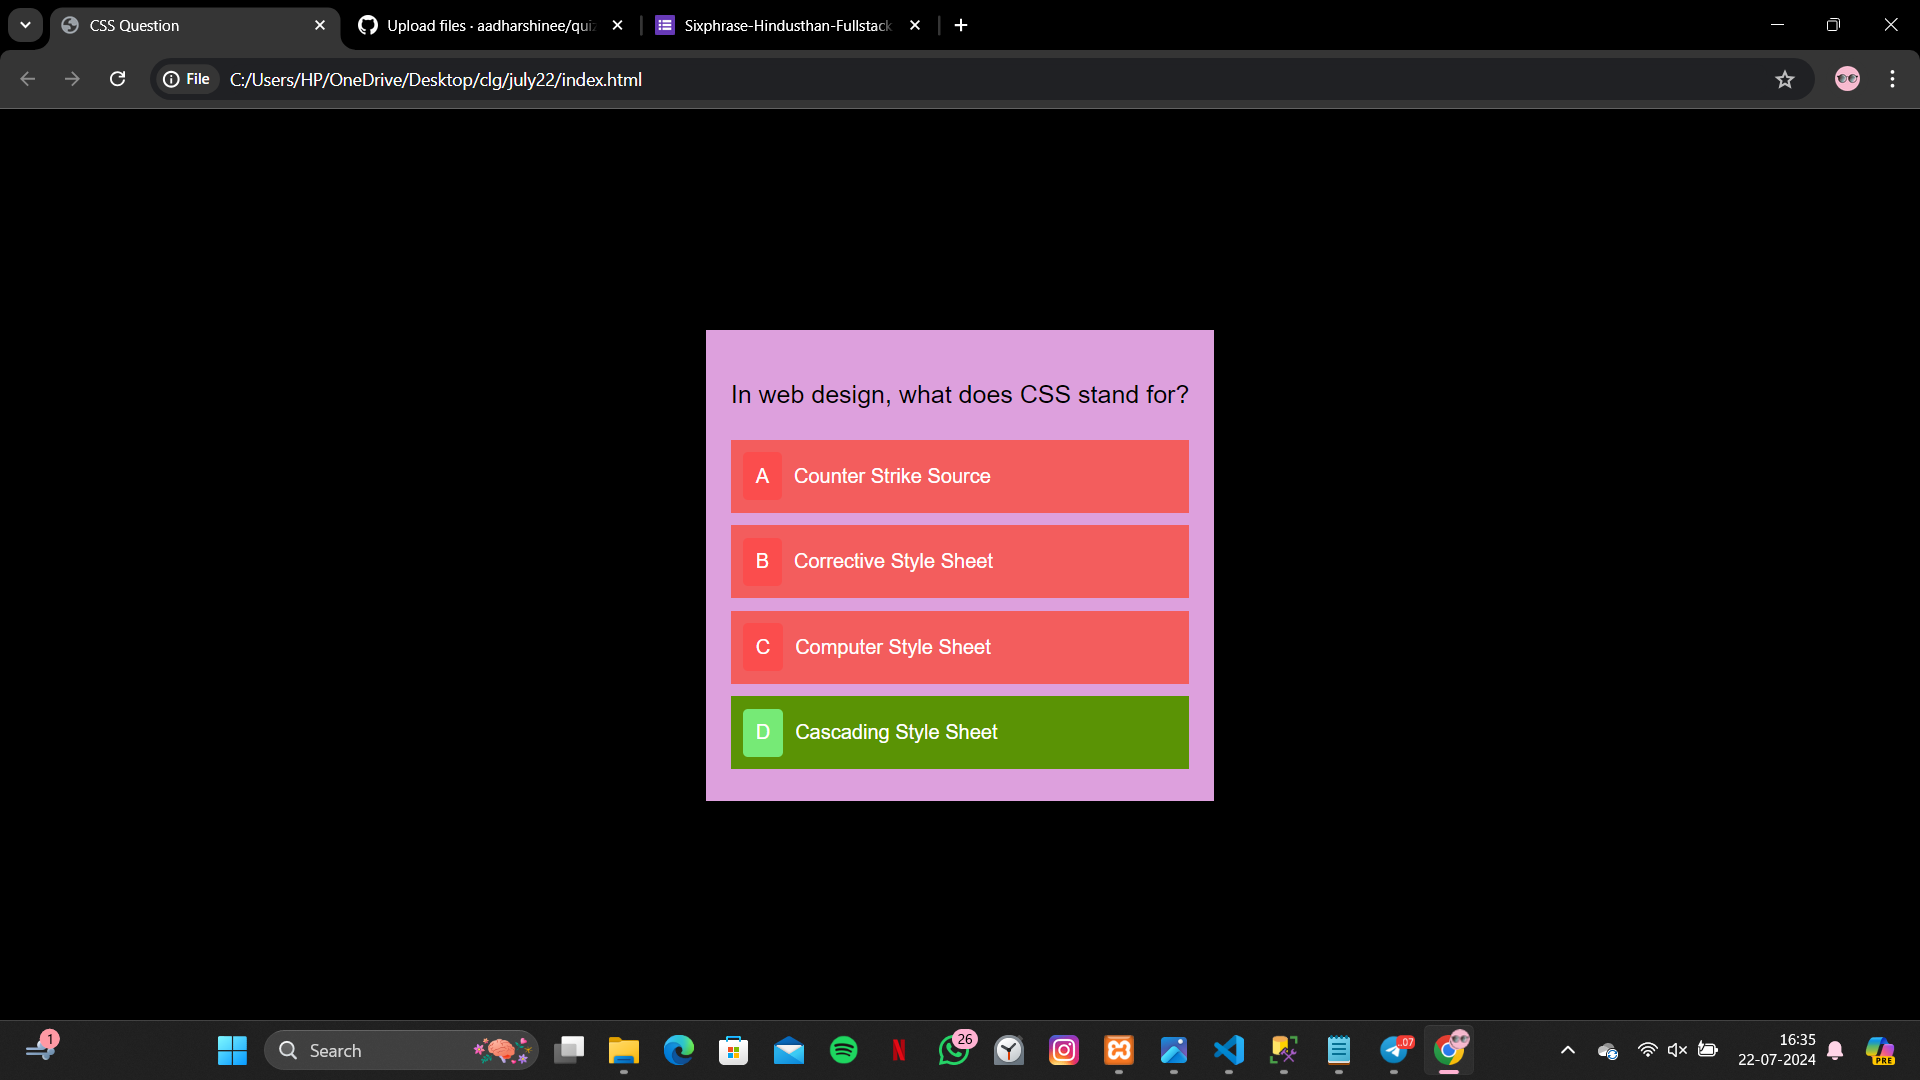 CSS Question
Upload files · aadharshinee/quiz
Sixphrase-Hindusthan-Fullstack
File
C:/Users/HP/OneDrive/Desktop/clg/july22/index.html
In web design, what does CSS stand for?
A Counter Strike Source
B Corrective Style Sheet
C Computer Style Sheet
D Cascading Style Sheet
1
Search
26
.07
16:35
22-07-2024
PRE